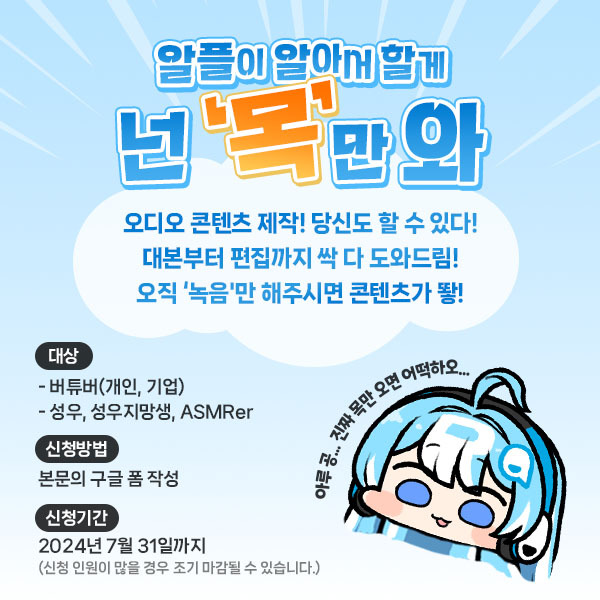 알플이 알아서 할게
넌 '목'만 와
오디오 콘텐츠 제작! 당신도 할 수 있다!
대본부터 편집까지 싹 다 도와드림!
오직 '녹음'만 해주시면 콘텐츠가 뙇!
대상
- 버튜버(개인, 기업)
- 성우, 성우지망생, ASMRer
신청방법
본문의 구글 폼 작성
신청기간
2024년 7월 31일까지
(신청 인원이 많을 경우 조기 마감될 수 있습니다.)
아루 공... 진짜 목만 오면 어떡하오...